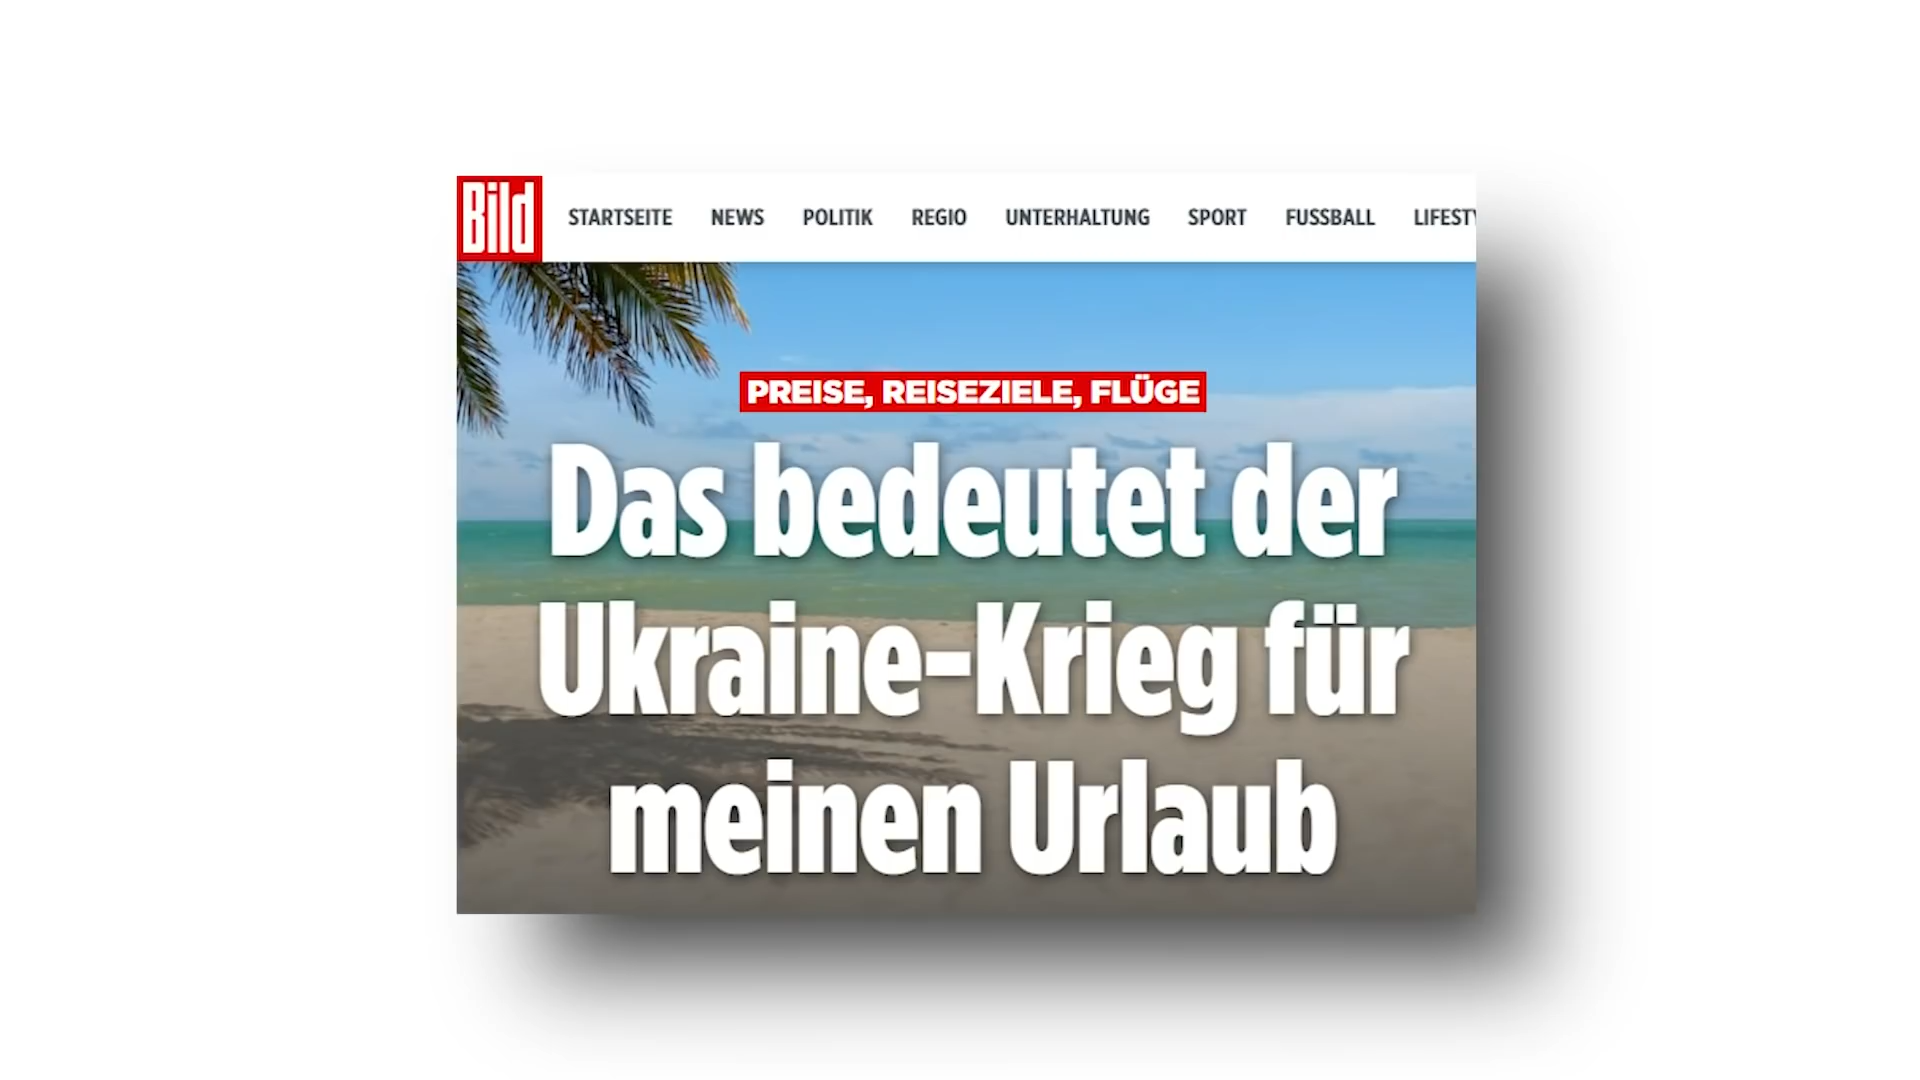 Bild STARTSEITE NEWS POLITIK REGIO UNTERHALTUNG SPORT FUSSBALL LIFESTY
PREISE, REISEZIELE, FLÜGE
Das bedeutet der
Ukraine-Krieg für
meinen Urlaub